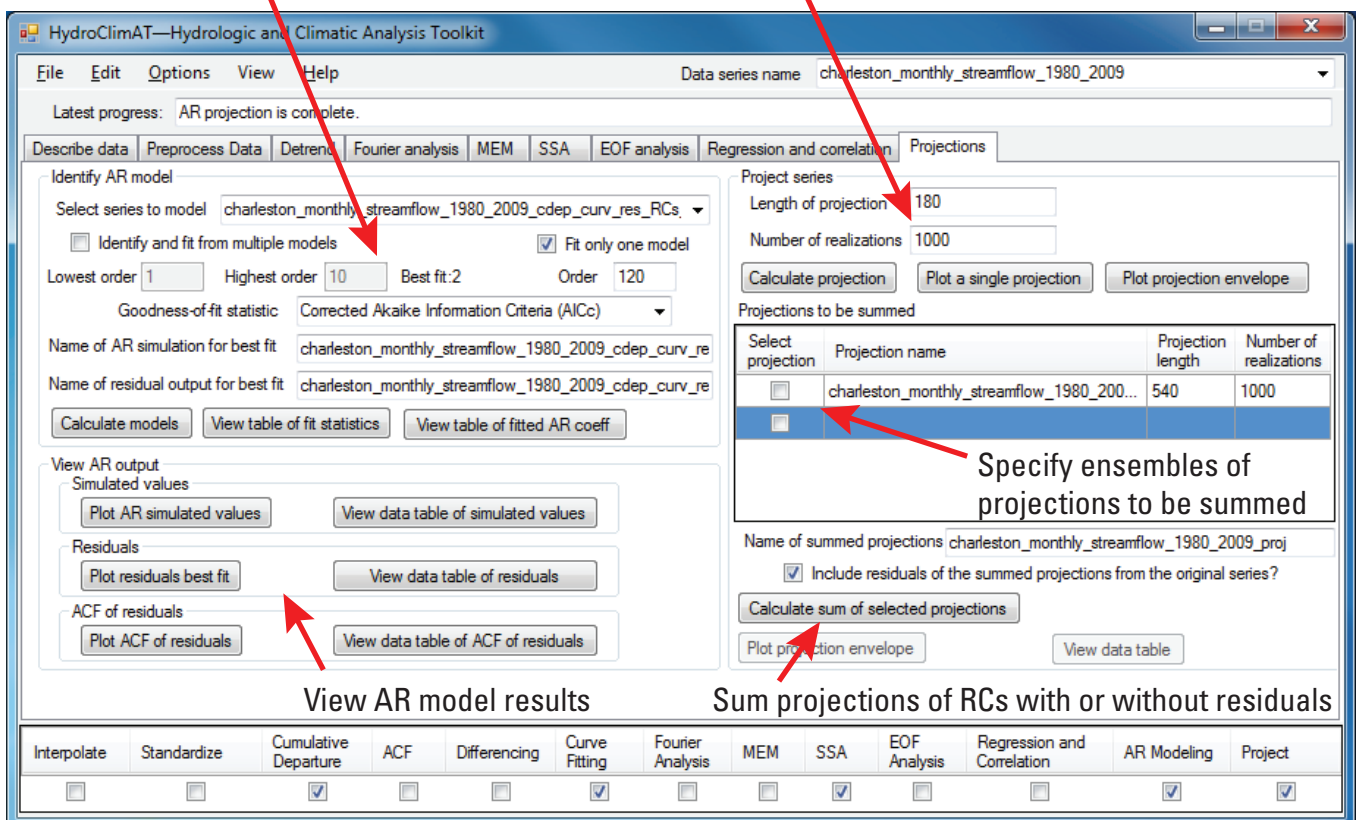 HydroClimAT—Hydrologic and Climatic Analysis Toolkit
File Edit Options View Help Data series name charleston_monthly_streamflow_1980_2009
Latest progress: AR projection is complete.
Describe data Preprocess Data Detrend Fourier analysis MEM SSA EOF analysis Regression and correlation Projections
Identify AR model
Select series to model charleston_monthly_streamflow_1980_2009_cdep_curv_res_RCs_
Identify and fit from multiple models Fit only one model
Lowest order 1 Highest order 10 Best fit:2 Order 120
Goodness-of-fit statistic Corrected Akaike Information Criteria (AICc)
Name of AR simulation for best fit charleston_monthly_streamflow_1980_2009_cdep_curv_re
Name of residual output for best fit charleston_monthly_streamflow_1980_2009_cdep_curv_re
Calculate models View table of fit statistics View table of fitted AR coeff
View AR output
Simulated values
Plot AR simulated values View data table of simulated values
Residuals
Plot residuals best fit View data table of residuals
ACF of residuals
Plot ACF of residuals View data table of ACF of residuals
View AR model results
Project series
Length of projection 180
Number of realizations 1000
Calculate projection Plot a single projection Plot projection envelope
Projections to be summed
Select projection Projection name Projection length Number of realizations
charleston_monthly_streamflow_1980_200... 540 1000
Specify ensembles of
projections to be summed
Name of summed projections charleston_monthly_streamflow_1980_2009_proj
Include residuals of the summed projections from the original series?
Calculate sum of selected projections
Plot projection envelope View data table
Sum projections of RCs with or without residuals
Interpolate Standardize Cumulative Departure ACF Differencing Curve Fitting Fourier Analysis MEM SSA EOF Analysis Regression and Correlation AR Modeling Project